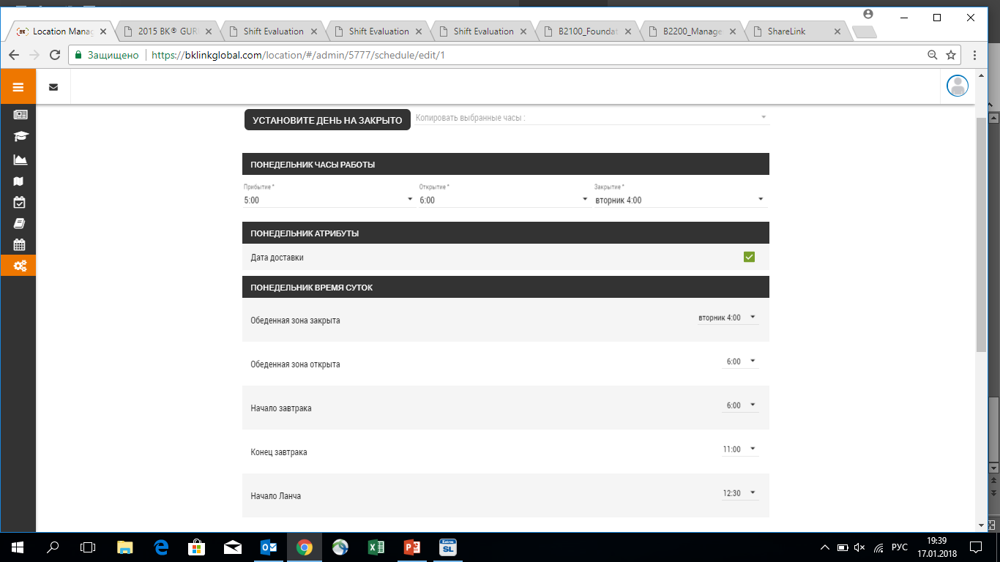 Location Manag
2015 BK® GUR
Shift Evaluation
Shift Evaluation
Shift Evaluation
B2100_Foundat
B2200_Manage
ShareLink
Защищено
https://bklinkglobal.com/location/#/admin/5777/schedule/edit/1
УСТАНОВИТЕ ДЕНЬ НА ЗАКРЫТО
Копировать выбранные часы :
ПОНЕДЕЛЬНИК ЧАСЫ РАБОТЫ
Прибытие * Открытие * Закрытие *
5:00 6:00 вторник 4:00
ПОНЕДЕЛЬНИК АТРИБУТЫ
Дата доставки
ПОНЕДЕЛЬНИК ВРЕМЯ СУТОК
Обеденная зона закрыта вторник 4:00
Обеденная зона открыта 6:00
Начало завтрака 6:00
Конец завтрака 11:00
Начало Ланча 12:30
РУС
19:39
17.01.2018